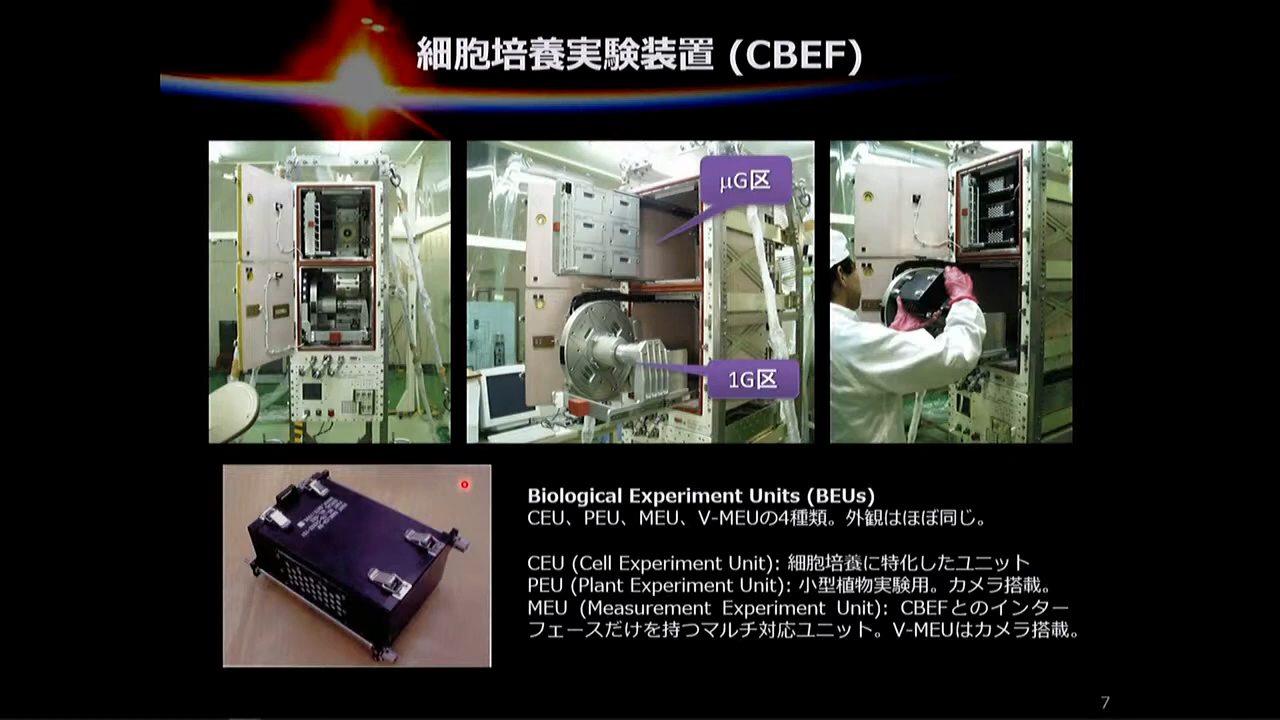 細胞培養実験装置 (CBEF)
μG区
1G区
Biological Experiment Units (BEUs)
CEU、PEU、MEU、V-MEUの4種類。外観はほぼ同じ。
CEU (Cell Experiment Unit): 細胞培養に特化したユニット
PEU (Plant Experiment Unit): 小型植物実験用。カメラ搭載。
MEU (Measurement Experiment Unit): CBEFとのインター
フェースだけを持つマルチ対応ユニット。V-MEUはカメラ搭載。
7